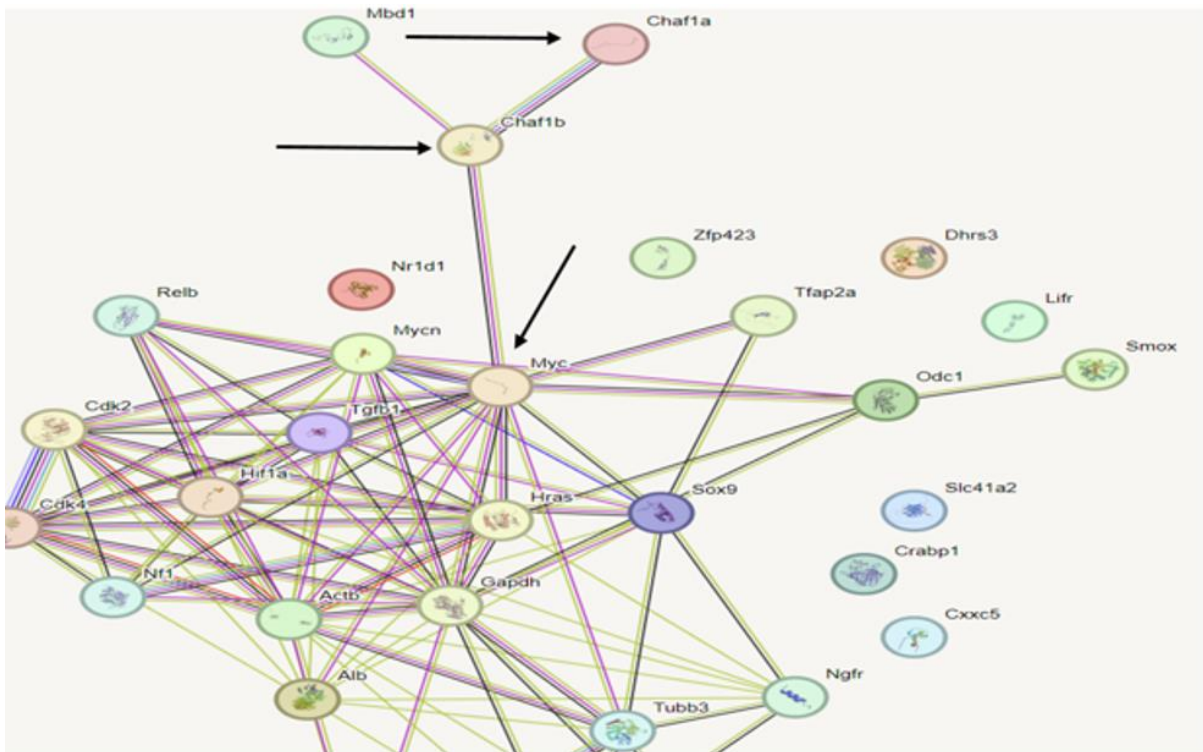 Mbd1
Chaf1a
Chaf1b
Zfp423
Dhrs3
Nr1d1
Relb
Tfap2a
Lifr
Mycn
Myc
Smox
Odc1
Cdk2
Tgfb1
Hif1a
Hras
Sox9
Slc41a2
Cdk4
Crabp1
Nf1
Actb
Gapdh
Cxxc5
Alb
Ngfr
Tubb3